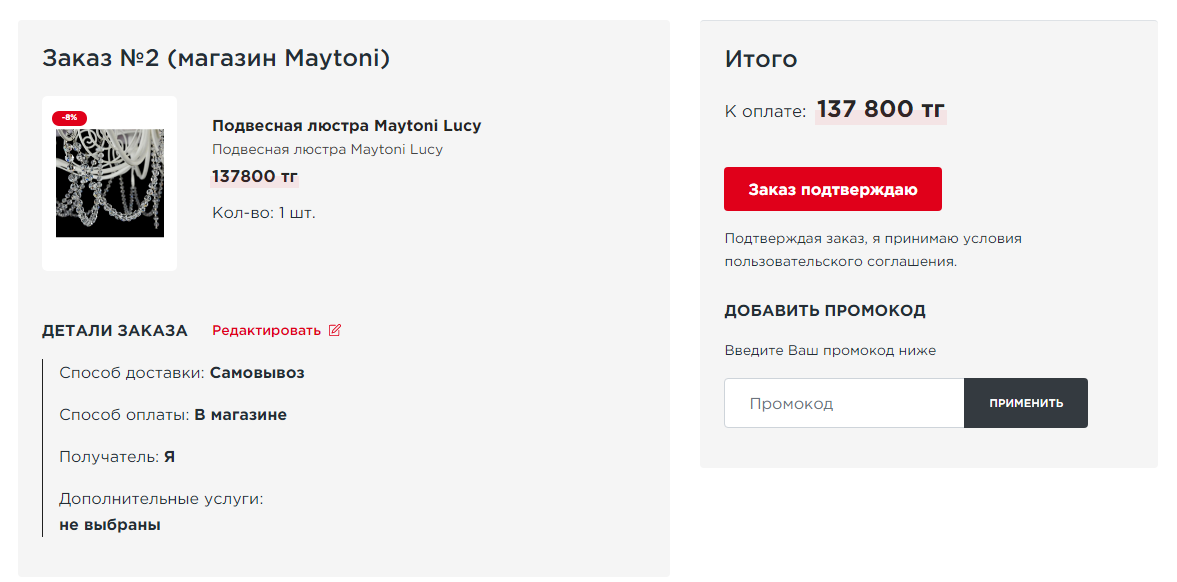 Заказ №2 (магазин Maytoni)
-8%
Подвесная люстра Maytoni Lucy
Подвесная люстра Maytoni Lucy
137800 тг
Кол-во: 1 шт.
ДЕТАЛИ ЗАКАЗА Редактировать
Способ доставки: Самовывоз
Способ оплаты: В магазине
Получатель: Я
Дополнительные услуги:
не выбраны
Итого
К оплате: 137 800 тг
Заказ подтверждаю
Подтверждая заказ, я принимаю условия
пользовательского соглашения.
ДОБАВИТЬ ПРОМОКОД
Введите Ваш промокод ниже
Промокод ПРИМЕНИТЬ